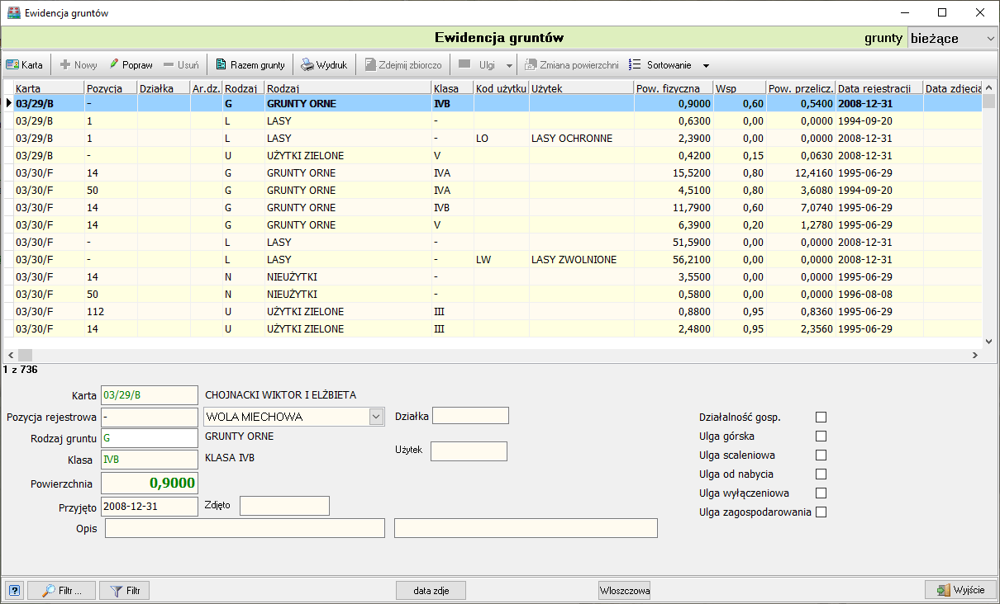 Ewidencja gruntów
Ewidencja gruntów grunty bieżące
Karta Nowy Popraw Usuń Razem grunty Wydruk Zdejmij zbiorczo Ulgi Zmiana powierzchni Sortowanie
Karta Pozycja Działka Ar.dz. Rodzaj Rodzaj Klasa Kod użytku Użytek Pow. fizyczna Wsp Pow. przelicz. Data rejestracji Data zdjęcia
03/29/B - G GRUNTY ORNE IVB 0,9000 0,60 0,5400 2008-12-31
03/29/B 1 L LASY - 0,6300 0,00 0,0000 1994-09-20
03/29/B 1 L LASY - LO LASY OCHRONNE 2,3900 0,00 0,0000 2008-12-31
03/29/B - U UŻYTKI ZIELONE V 0,4200 0,15 0,0630 2008-12-31
03/30/F 14 G GRUNTY ORNE IVA 15,5200 0,80 12,4160 1995-06-29
03/30/F 50 G GRUNTY ORNE IVA 4,5100 0,80 3,6080 1994-09-20
03/30/F 14 G GRUNTY ORNE IVB 11,7900 0,60 7,0740 1995-06-29
03/30/F 14 G GRUNTY ORNE V 6,3900 0,20 1,2780 1995-06-29
03/30/F - L LASY - 51,5900 0,00 0,0000 2008-12-31
03/30/F - L LASY - LW LASY ZWOLNIONE 56,2100 0,00 0,0000 2008-12-31
03/30/F 14 N NIEUŻYTKI - 3,5500 0,00 0,0000 1995-06-29
03/30/F 50 N NIEUŻYTKI - 0,5800 0,00 0,0000 1996-08-08
03/30/F 112 U UŻYTKI ZIELONE III 0,8800 0,95 0,8360 1995-06-29
03/30/F 14 U UŻYTKI ZIELONE III 2,4800 0,95 2,3560 1995-06-29
1 z 736
Karta 03/29/B CHOJNACKI WIKTOR I ELŻBIETA
Pozycja rejestrowa - WOLA MIECHOWA Działka
Rodzaj gruntu G GRUNTY ORNE
Klasa IVB KLASA IVB Użytek
Powierzchnia 0,9000
Przyjęto 2008-12-31 Zdjęto
Opis
Działalność gosp.
Ulga górska
Ulga scaleniowa
Ulga od nabycia
Ulga wyłączeniowa
Ulga zagospodarowania
? Filtr ... Filtr data zdje Wloszczowa Wyjście